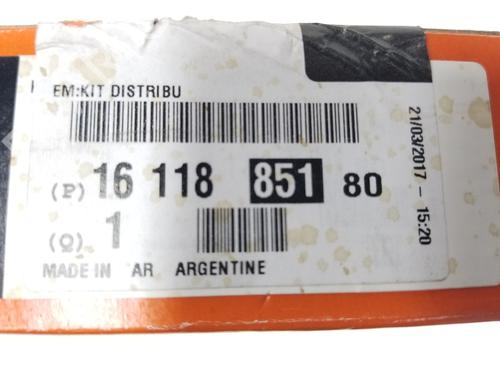 EM:KIT DISTRIBU
(P) 16 118 851 80
(Q) 1
MADE IN AR ARGENTINE
21/03/2017 - 15:20